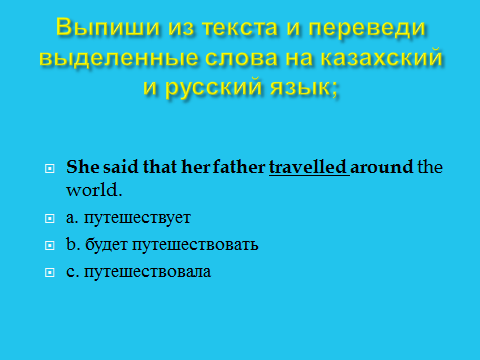 Выпиши из текста и переведи
выделенные слова на казахский
и русский язык;
She said that her father travelled around the
world.
a. путешествует
b. будет путешествовать
c. путешествовала